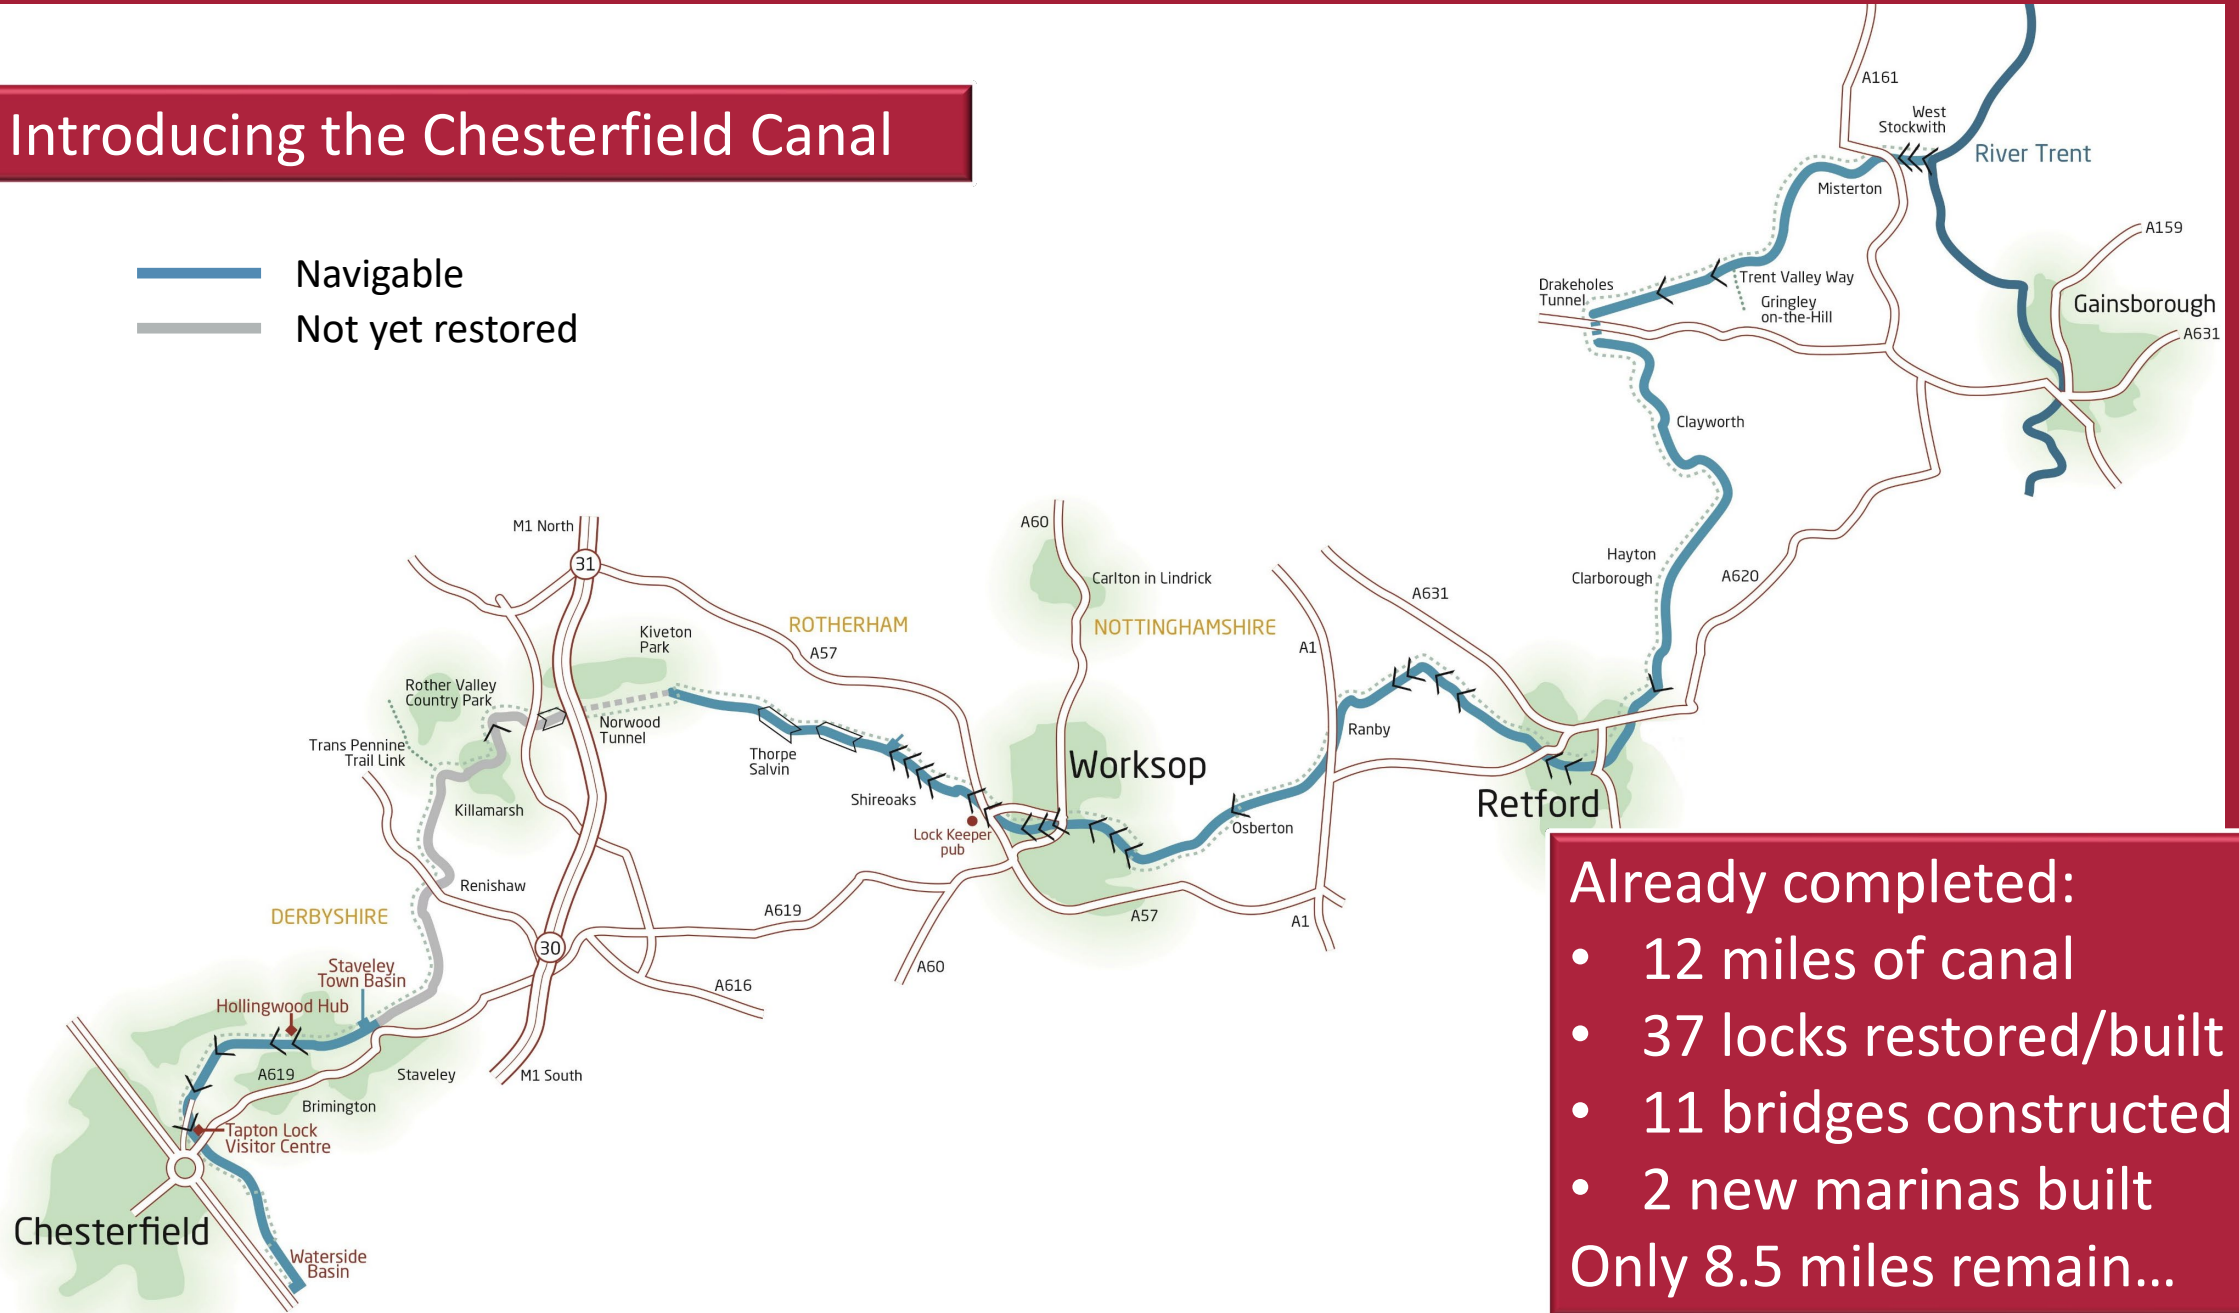 Introducing the Chesterfield Canal
Navigable
Not yet restored
A161
West
Stockwith
River Trent
Misterton
A159
Drakeholes
Tunnel
Trent Valley Way
Gringley
on-the-Hill
Gainsborough
A631
Clayworth
M1 North
31
A60
Carlton in Lindrick
Hayton
Clarborough
A620
A631
ROTHERHAM
NOTTINGHAMSHIRE
Kiveton
Park
A57
A1
Rother Valley
Country Park
Norwood
Tunnel
Trans Pennine
Trail Link
Thorpe
Salvin
Ranby
Worksop
Killamarsh
Shireoaks
Lock Keeper
pub
Osberton
Retford
Renishaw
DERBYSHIRE
A619
A57
A1
30
A60
A616
Staveley
Town Basin
Hollingwood Hub
A619
Staveley
M1 South
Brimington
Tapton Lock
Visitor Centre
Chesterfield
Waterside
Basin
Already completed:
• 12 miles of canal
• 37 locks restored/built
• 11 bridges constructed
• 2 new marinas built
Only 8.5 miles remain...